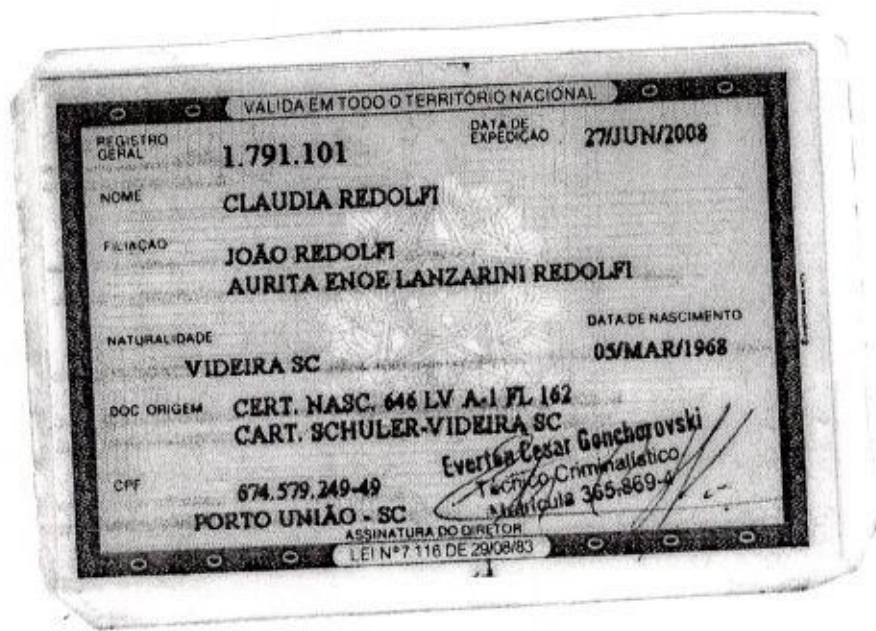 VÁLIDA EM TODO O TERRITÓRIO NACIONAL
REGISTRO GERAL 1.791.101 DATA DE EXPEDIÇÃO 27/JUN/2008
NOME CLAUDIA REDOLFI
FILIAÇÃO JOÃO REDOLFI
AURITA ENOE LANZARINI REDOLFI
NATURALIDADE DATA DE NASCIMENTO
VIDEIRA SC 05/MAR/1968
DOC ORIGEM CERT. NASC. 646 LV A-1 FL 162
CART. SCHULER-VIDEIRA SC
Everton Cesar Goncharovski
Técnico Criminalístico
Matrícula 365.869-4
CPF 674.579.249-49
PORTO UNIÃO - SC
ASSINATURA DO DIRETOR
LEI Nº 7.116 DE 29/08/83